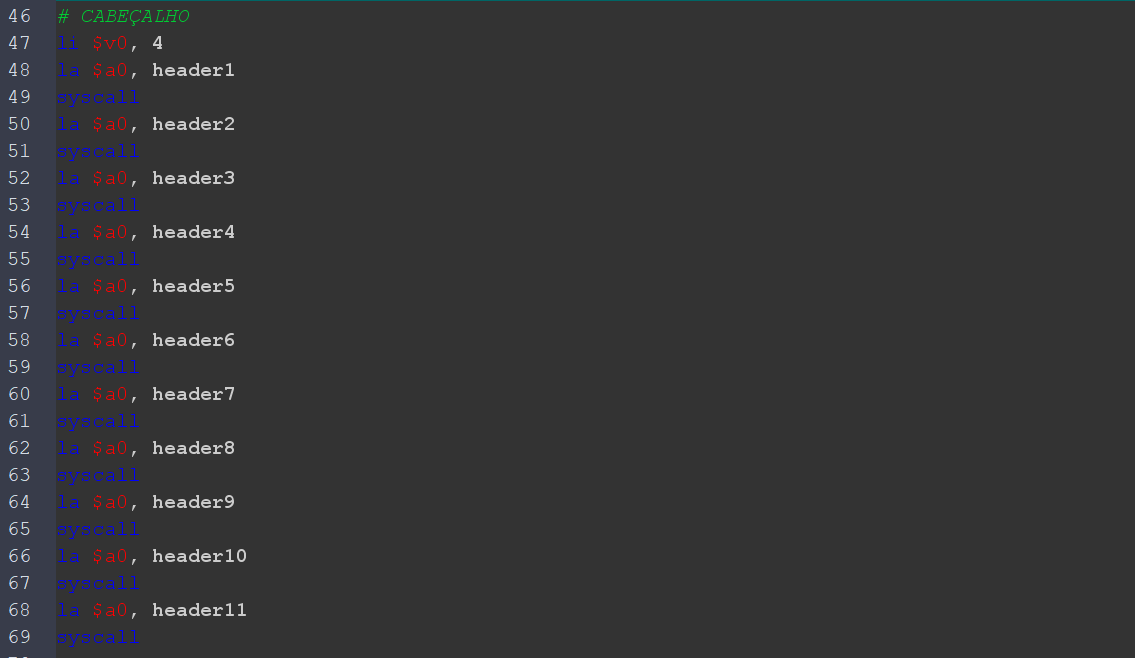 46 # CABEÇALHO
47 li $v0, 4
48 la $a0, header1
49 syscall
50 la $a0, header2
51 syscall
52 la $a0, header3
53 syscall
54 la $a0, header4
55 syscall
56 la $a0, header5
57 syscall
58 la $a0, header6
59 syscall
60 la $a0, header7
61 syscall
62 la $a0, header8
63 syscall
64 la $a0, header9
65 syscall
66 la $a0, header10
67 syscall
68 la $a0, header11
69 syscall